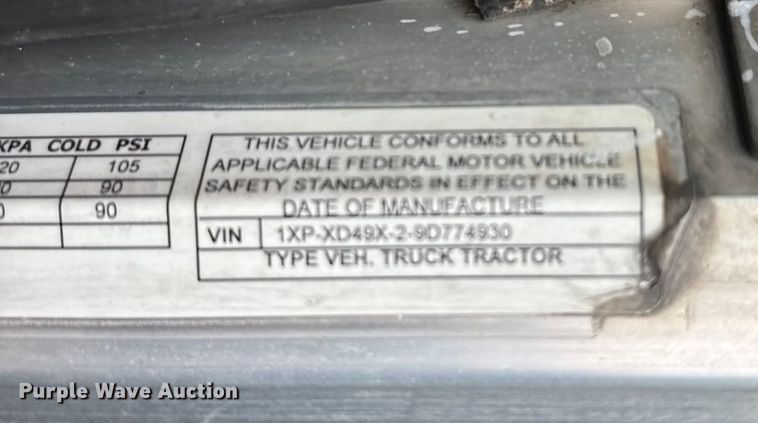 KPA COLD PSI
20 105
0 90
0 90
THIS VEHICLE CONFORMS TO ALL
APPLICABLE FEDERAL MOTOR VEHICLE
SAFETY STANDARDS IN EFFECT ON THE
DATE OF MANUFACTURE
VIN 1XP-XD49X-2-9D774930
TYPE VEH. TRUCK TRACTOR
Purple Wave Auction